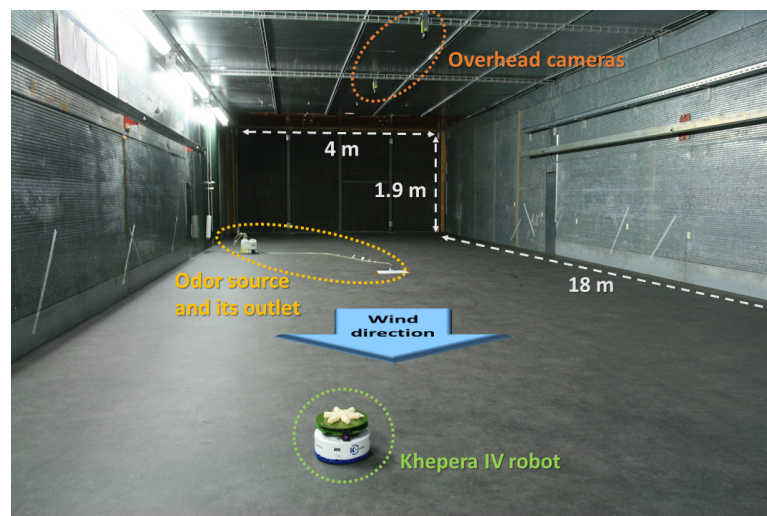 Overhead cameras
4 m
1.9 m
Odor source
and its outlet
18 m
Wind
direction
Khepera IV robot